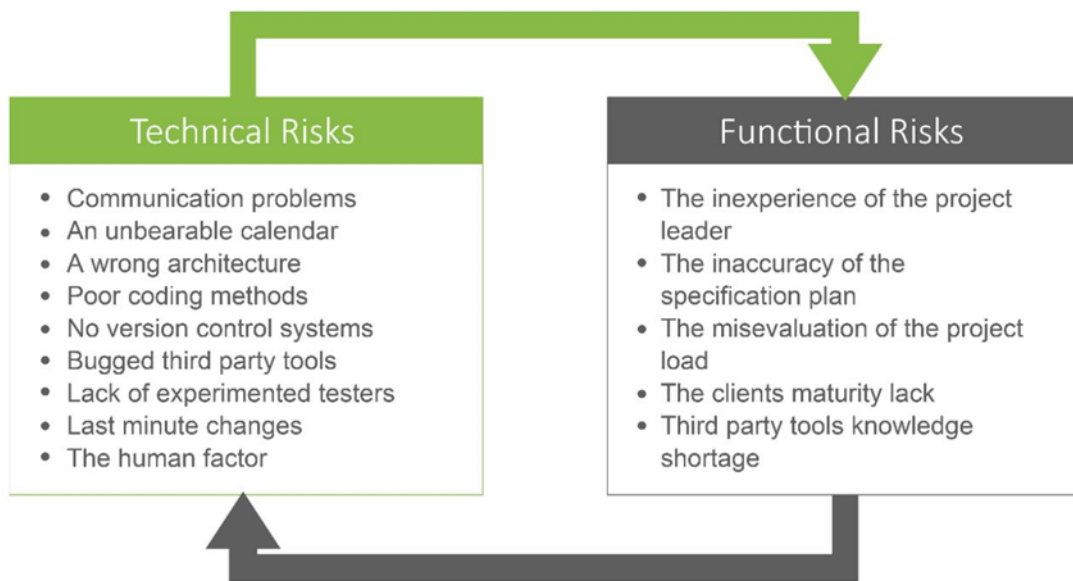 Technical Risks
• Communication problems
• An unbearable calendar
• A wrong architecture
• Poor coding methods
• No version control systems
• Bugged third party tools
• Lack of experimented testers
• Last minute changes
• The human factor
Functional Risks
• The inexperience of the project
leader
• The inaccuracy of the
specification plan
• The misevaluation of the project
load
• The clients maturity lack
• Third party tools knowledge
shortage